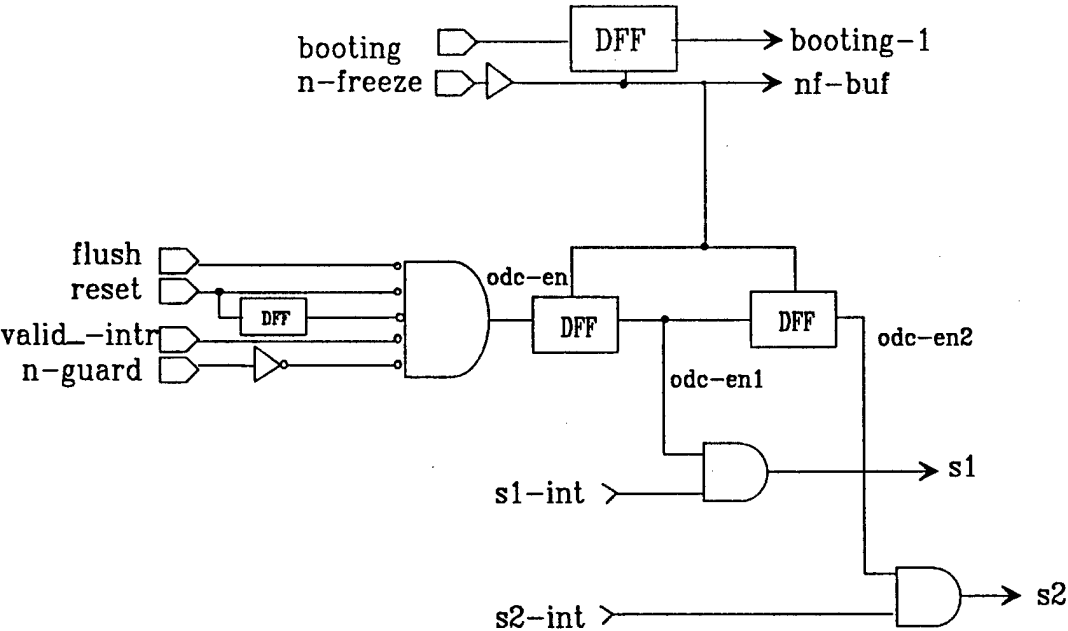 booting
DFF
booting-1
n-freeze
nf-buf
flush
reset
DFF
valid_-intr
n-guard
odc-en
DFF
DFF
odc-en2
odc-en1
s1-int
s1
s2-int
s2